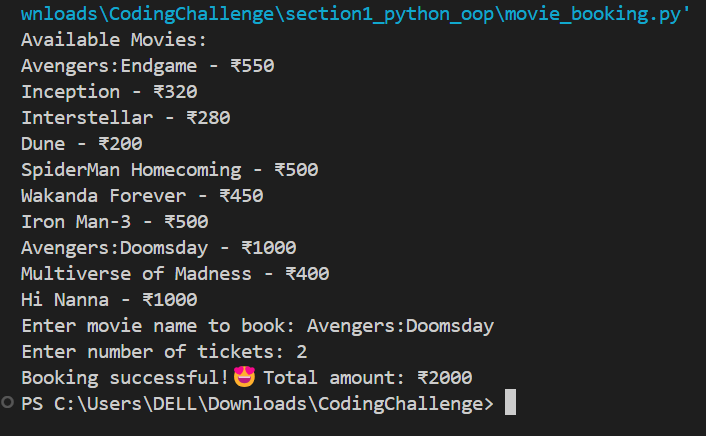 wnloads\CodingChallenge\section1_python_oop\movie_booking.py'
Available Movies:
Avengers:Endgame - ₹550
Inception - ₹320
Interstellar - ₹280
Dune - ₹200
SpiderMan Homecoming - ₹500
Wakanda Forever - ₹450
Iron Man-3 - ₹500
Avengers:Doomsday - ₹1000
Multiverse of Madness - ₹400
Hi Nanna - ₹1000
Enter movie name to book: Avengers:Doomsday
Enter number of tickets: 2
Booking successful!🤩 Total amount: ₹2000
PS C:\Users\DELL\Downloads\CodingChallenge>